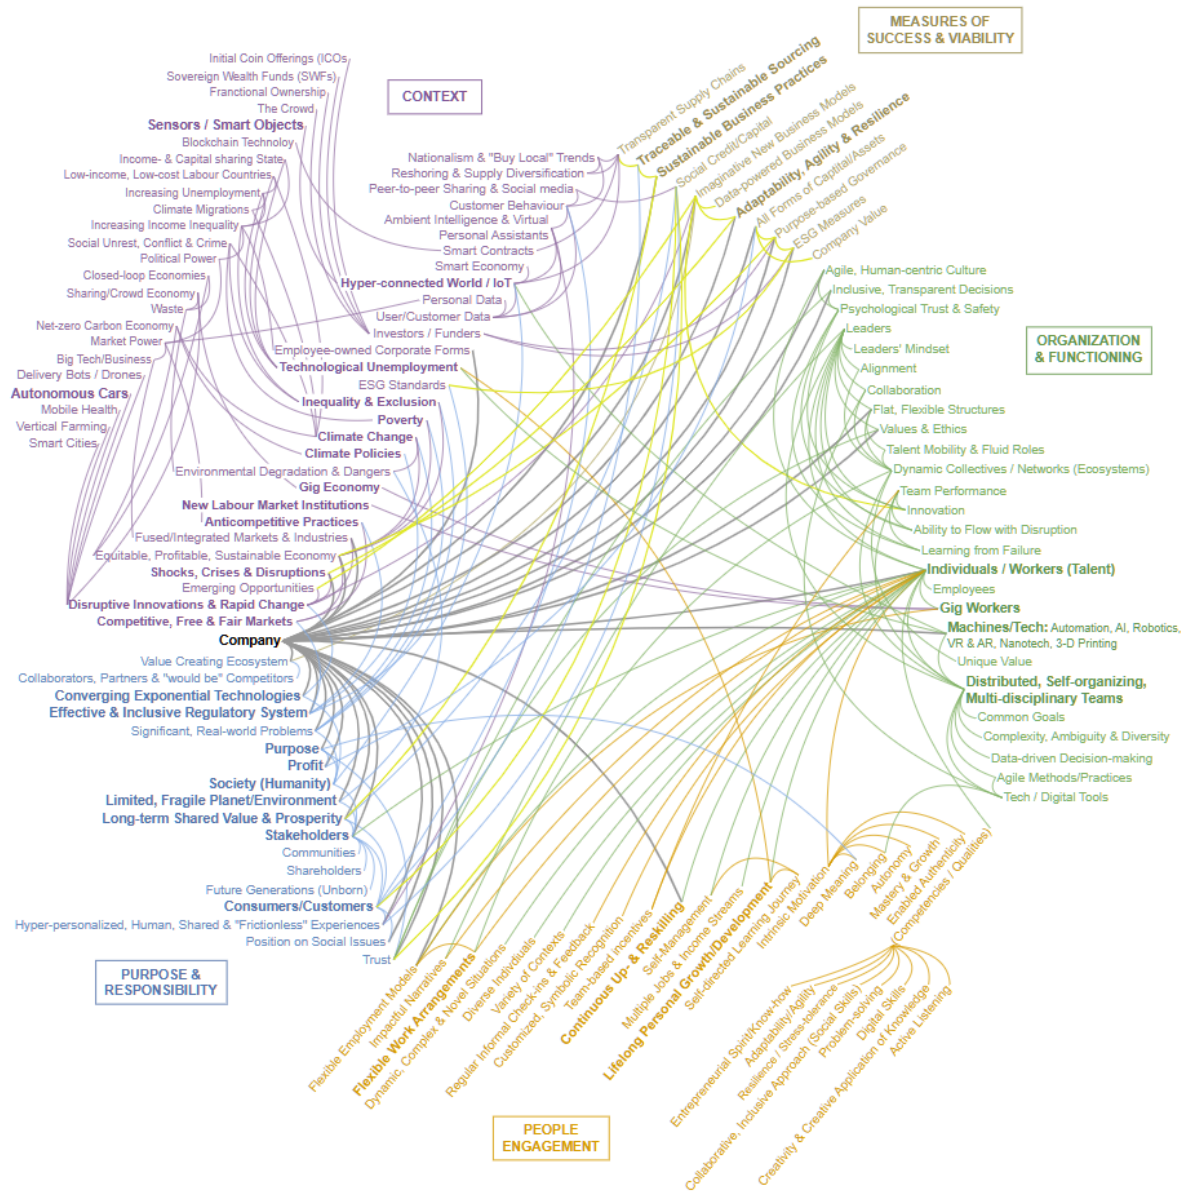 MEASURES OF
SUCCESS & VIABILITY
CONTEXT
Initial Coin Offerings (ICOs
Sovereign Wealth Funds (SWFs)
Franctional Ownership
The Crowd
Sensors / Smart Objects
Blockchain Technoloy
Income- & Capital sharing State
Low-income, Low-cost Labour Countries
Increasing Unemployment
Climate Migrations
Increasing Income Inequality
Social Unrest, Conflict & Crime
Political Power
Closed-loop Economies
Sharing/Crowd Economy
Waste
Net-zero Carbon Economy
Market Power
Big Tech/Business
Delivery Bots / Drones
Autonomous Cars
Mobile Health
Vertical Farming
Smart Cities
Nationalism & "Buy Local" Trends
Reshoring & Supply Diversification
Peer-to-peer Sharing & Social media
Customer Behaviour
Ambient Intelligence & Virtual
Personal Assistants
Smart Contracts
Smart Economy
Hyper-connected World / IoT
Personal Data
User/Customer Data
Investors / Funders
Employee-owned Corporate Forms
Technological Unemployment
ESG Standards
Inequality & Exclusion
Poverty
Climate Change
Climate Policies
Environmental Degradation & Dangers
Gig Economy
New Labour Market Institutions
Anticompetitive Practices
Fused/Integrated Markets & Industries
Equitable, Profitable, Sustainable Economy
Shocks, Crises & Disruptions
Emerging Opportunities
Disruptive Innovations & Rapid Change
Competitive, Free & Fair Markets
Company
Value Creating Ecosystem
Collaborators, Partners & "would be" Competitors
Converging Exponential Technologies
Effective & Inclusive Regulatory System
Significant, Real-world Problems
Purpose
Profit
Society (Humanity)
Limited, Fragile Planet/Environment
Long-term Shared Value & Prosperity
Stakeholders
Communities
Shareholders
Future Generations (Unborn)
Consumers/Customers
Hyper-personalized, Human, Shared & "Frictionless" Experiences
Position on Social Issues
Trust
PURPOSE &
RESPONSIBILITY
Transparent Supply Chains
Traceable & Sustainable Sourcing
Sustainable Business Practices
Social Credit/Capital
Imaginative New Business Models
Data-powered Business Models
Adaptability, Agility & Resilience
All Forms of Capital/Assets
Purpose-based Governance
ESG Measures
Company Value
Agile, Human-centric Culture
Inclusive, Transparent Decisions
Psychological Trust & Safety
Leaders
Leaders' Mindset
Alignment
Collaboration
Flat, Flexible Structures
Values & Ethics
Talent Mobility & Fluid Roles
Dynamic Collectives / Networks (Ecosystems)
Team Performance
Innovation
Ability to Flow with Disruption
Learning from Failure
Individuals / Workers (Talent)
Employees
Gig Workers
Machines/Tech: Automation, AI, Robotics,
VR & AR, Nanotech, 3-D Printing
Unique Value
Distributed, Self-organizing,
Multi-disciplinary Teams
Common Goals
Complexity, Ambiguity & Diversity
Data-driven Decision-making
Agile Methods/Practices
Tech / Digital Tools
ORGANIZATION
& FUNCTIONING
Flexible Employment Models
Impactful Narratives
Flexible Work Arrangements
Dynamic, Complex & Novel Situations
Diverse Indivduals
Variety of Contexts
Regular Informal Check-ins & Feedback
Customized, Symbolic Recognition
Team-based incentives
Continuous Up- & Reskilling
Self-Management
Multiple Jobs & Income Streams
Lifelong Personal Growth/Development
Self-directed Learning Journey
Intrinsic Motivation
Deep Meaning
Belonging
Autonomy
Mastery & Growth
Enabled Authenticity
(Competencies / Qualities)
Entrepreneurial Spirit/Know-how
Adaptability/Agility
Resilience / Stress-tolerance
Collaborative, Inclusive Approach (Social Skills)
Problem-solving
Digital Skills
Creativity & Creative Application of Knowledge
Active Listening
PEOPLE
ENGAGEMENT